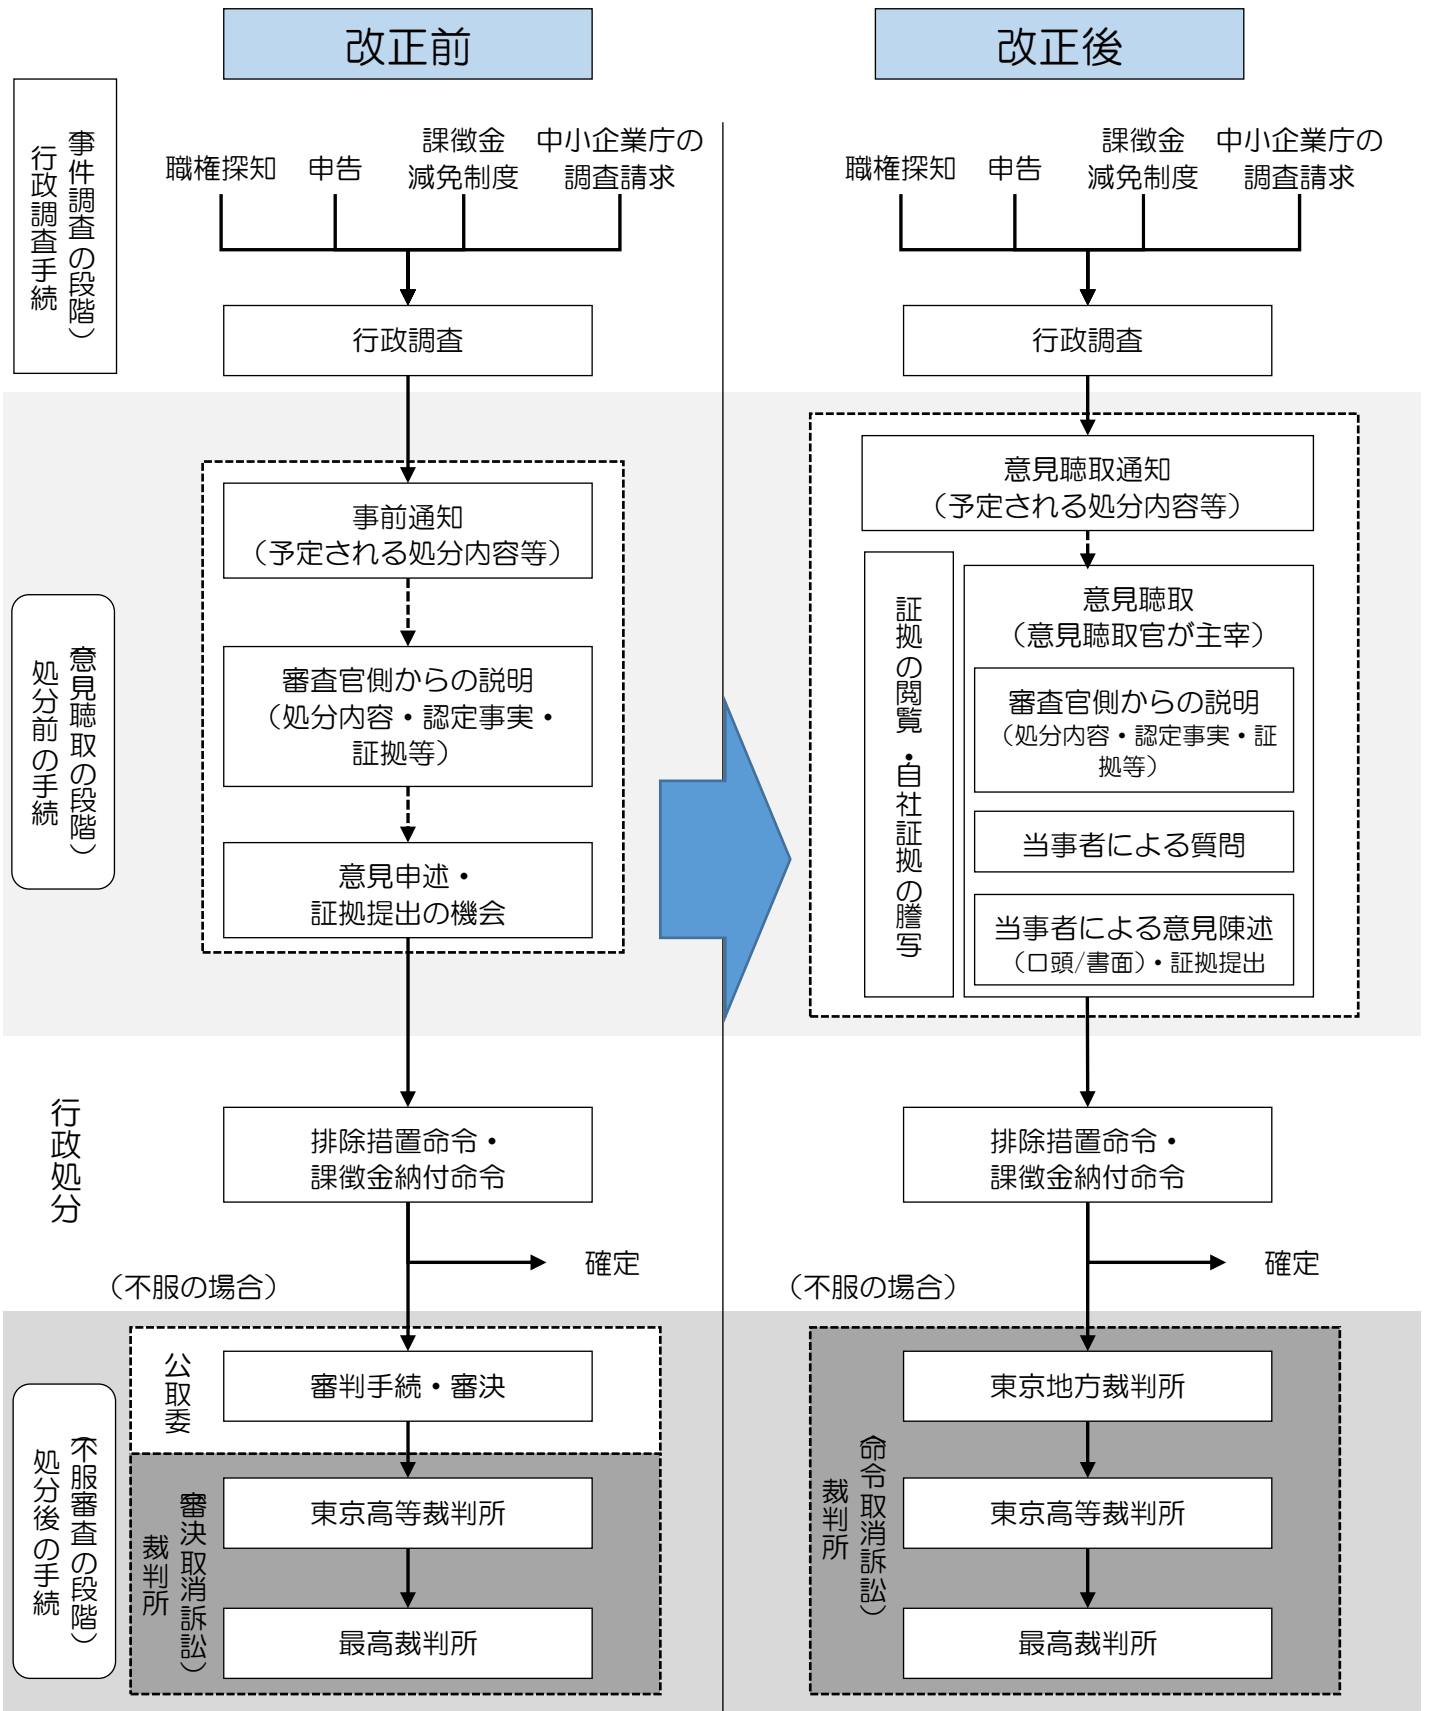 改正前
改正後
行政調査手続
（事件調査の段階）
職権探知
申告
課徴金
減免制度
中小企業庁の
調査請求
行政調査
職権探知
申告
課徴金
減免制度
中小企業庁の
調査請求
行政調査
処分前の手続
（意見聴取の段階）
事前通知
（予定される処分内容等）
審査官側からの説明
（処分内容・認定事実・
証拠等）
意見申述・
証拠提出の機会
意見聴取通知
（予定される処分内容等）
証拠の閲覧・自社証拠の謄写
意見聴取
（意見聴取官が主宰）
審査官側からの説明
（処分内容・認定事実・証
拠等）
当事者による質問
当事者による意見陳述
（口頭/書面）・証拠提出
行政処分
排除措置命令・
課徴金納付命令
確定
（不服の場合）
排除措置命令・
課徴金納付命令
確定
（不服の場合）
処分後の手続
（不服審査の段階）
公取委
審判手続・審決
裁判所
（審決取消訴訟）
東京高等裁判所
最高裁判所
裁判所
（命令取消訴訟）
東京地方裁判所
東京高等裁判所
最高裁判所